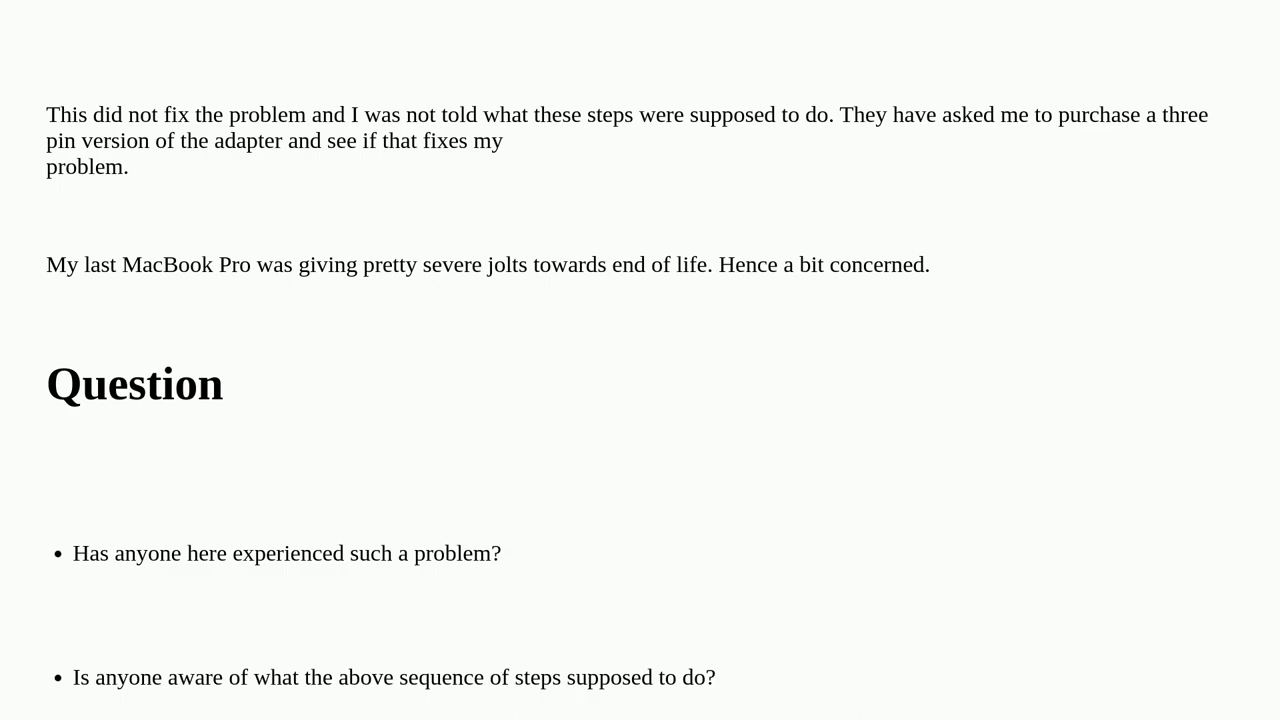 This did not fix the problem and I was not told what these steps were supposed to do. They have asked me to purchase a three
pin version of the adapter and see if that fixes my
problem.
My last MacBook Pro was giving pretty severe jolts towards end of life. Hence a bit concerned.
Question
• Has anyone here experienced such a problem?
• Is anyone aware of what the above sequence of steps supposed to do?